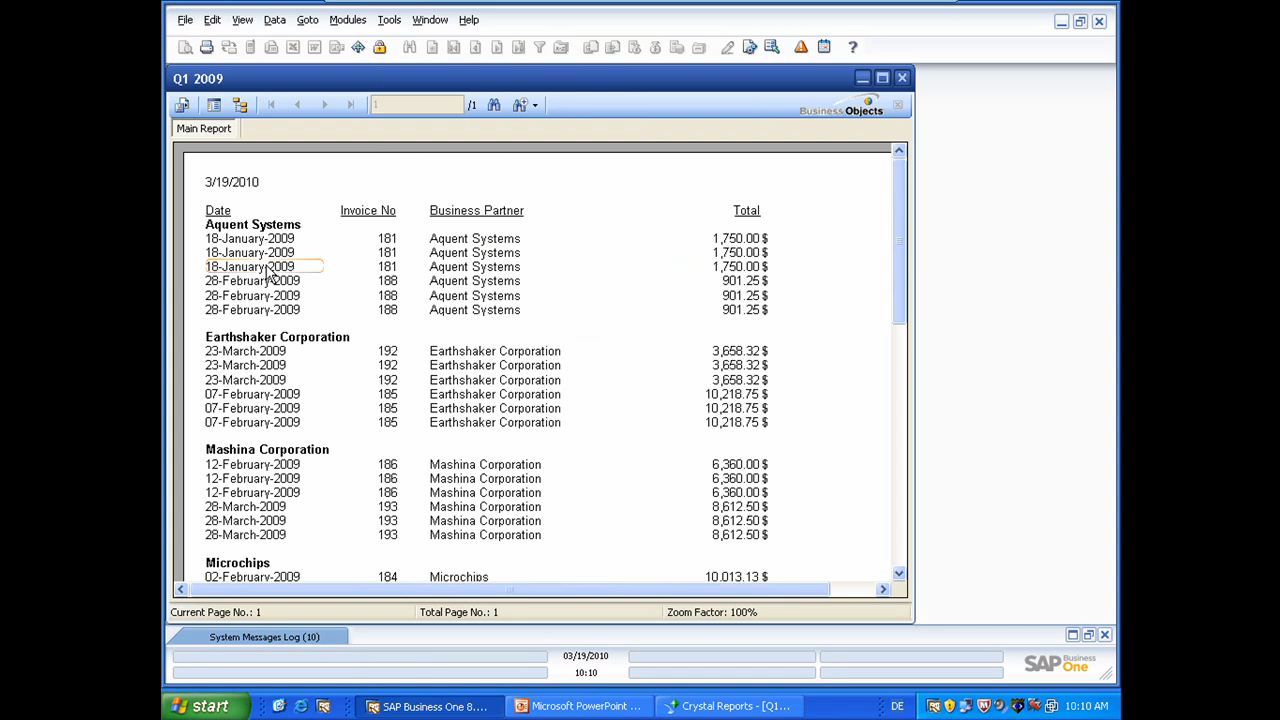 File Edit View Data Goto Modules Tools Window Help
Q1 2009
1 /1 Business Objects
Main Report
3/19/2010
Date Invoice No Business Partner Total
Aquent Systems
18-January-2009 181 Aquent Systems 1,750.00 $
18-January-2009 181 Aquent Systems 1,750.00 $
18-January-2009 181 Aquent Systems 1,750.00 $
28-February-2009 188 Aquent Systems 901.25 $
28-February-2009 188 Aquent Systems 901.25 $
28-February-2009 188 Aquent Systems 901.25 $
Earthshaker Corporation
23-March-2009 192 Earthshaker Corporation 3,658.32 $
23-March-2009 192 Earthshaker Corporation 3,658.32 $
23-March-2009 192 Earthshaker Corporation 3,658.32 $
07-February-2009 185 Earthshaker Corporation 10,218.75 $
07-February-2009 185 Earthshaker Corporation 10,218.75 $
07-February-2009 185 Earthshaker Corporation 10,218.75 $
Mashina Corporation
12-February-2009 186 Mashina Corporation 6,360.00 $
12-February-2009 186 Mashina Corporation 6,360.00 $
12-February-2009 186 Mashina Corporation 6,360.00 $
28-March-2009 193 Mashina Corporation 8,612.50 $
28-March-2009 193 Mashina Corporation 8,612.50 $
28-March-2009 193 Mashina Corporation 8,612.50 $
Microchips
02-February-2009 184 Microchips 10,013.13 $
Current Page No.: 1 Total Page No.: 1 Zoom Factor: 100%
System Messages Log (10)
03/19/2010
10:10
SAP Business One
start SAP Business One 8.... Microsoft PowerPoint ... Crystal Reports - [Q1... DE 10:10 AM